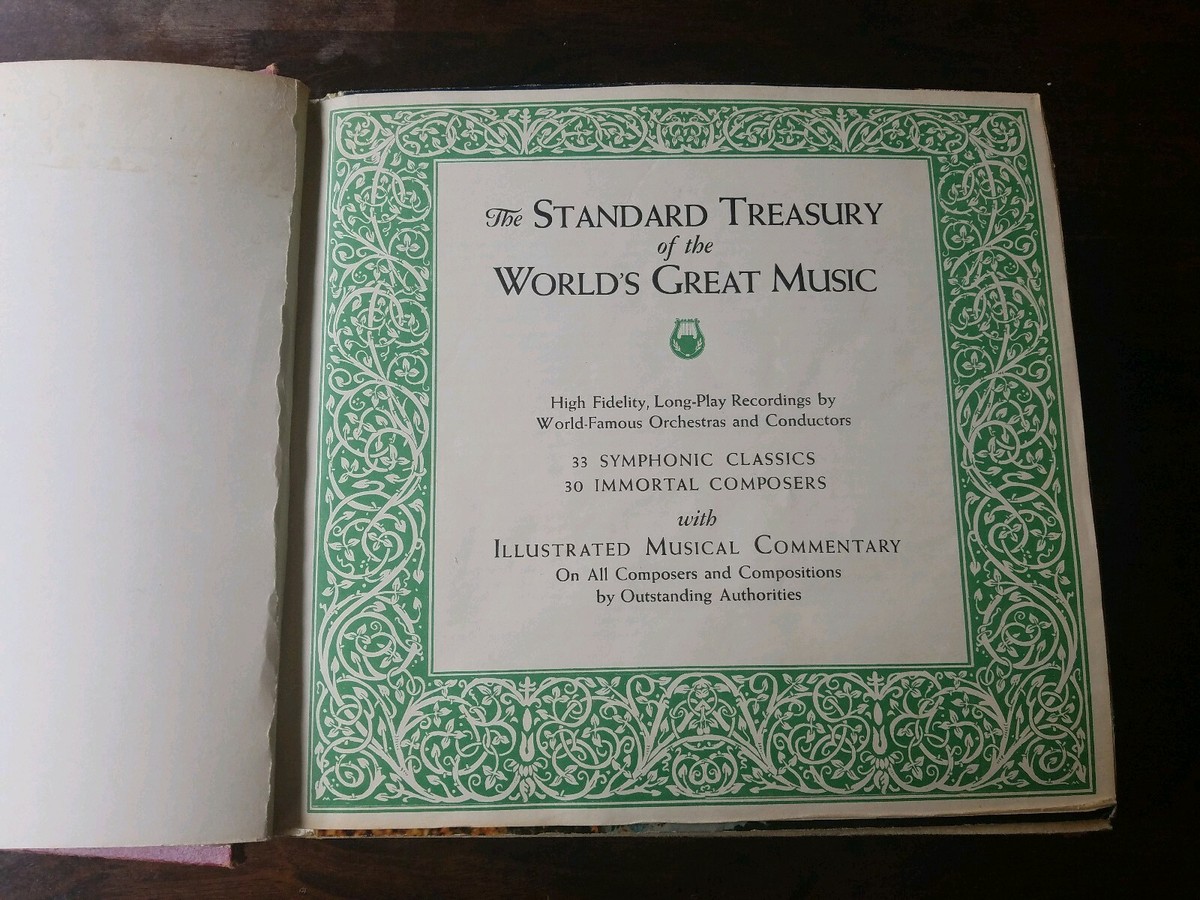 The STANDARD TREASURY
of the
WORLD'S GREAT MUSIC
High Fidelity, Long-Play Recordings by
World-Famous Orchestras and Conductors
33 SYMPHONIC CLASSICS
30 IMMORTAL COMPOSERS
with
ILLUSTRATED MUSICAL COMMENTARY
On All Composers and Compositions
by Outstanding Authorities